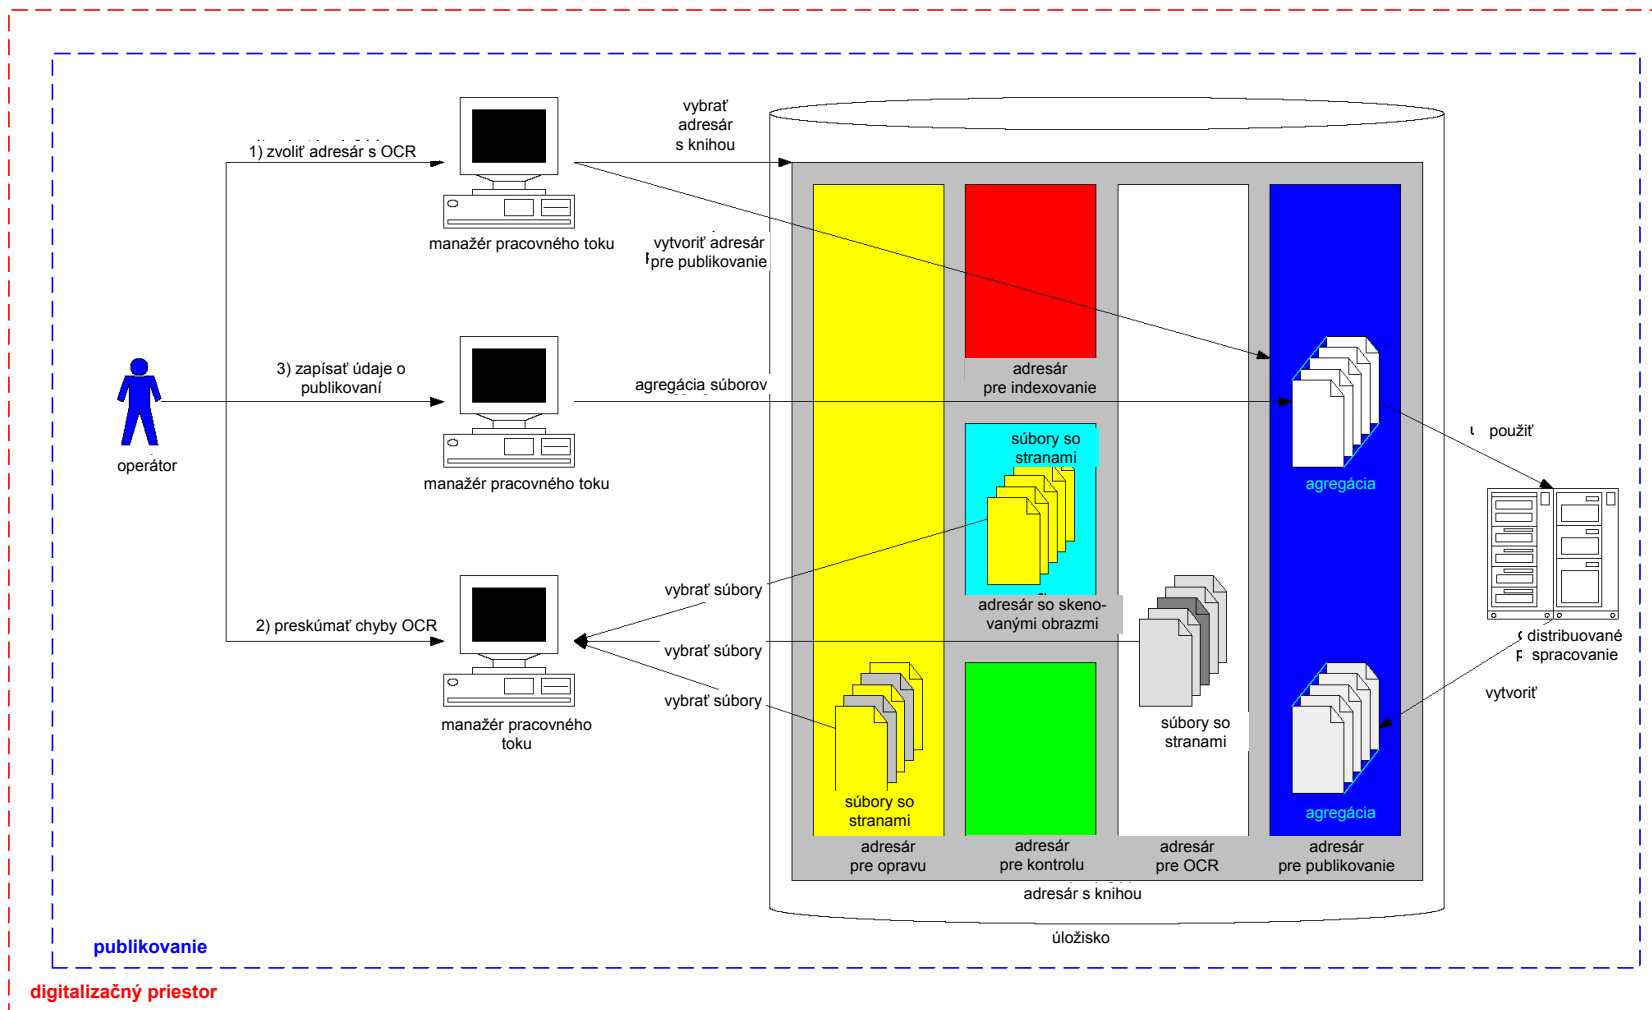 vybrať
adresár
s knihou
1) zvoliť adresár s OCR
manažér pracovného toku
vytvoriť adresár
pre publikovanie
3) zapísať údaje o
publikovaní
agregácia súborov
adresár
pre indexovanie
operátor
manažér pracovného toku
súbory so
stranami
použiť
agregácia
2) preskúmať chyby OCR
vybrať súbory
adresár so skeno-
vanými obrazmi
vybrať súbory
distribuované
spracovanie
vybrať súbory
vytvoriť
manažér pracovného
toku
súbory so
stranami
súbory so
stranami
agregácia
adresár
pre opravu
adresár
pre kontrolu
adresár
pre OCR
adresár
pre publikovanie
adresár s knihou
úložisko
publikovanie
digitalizačný priestor